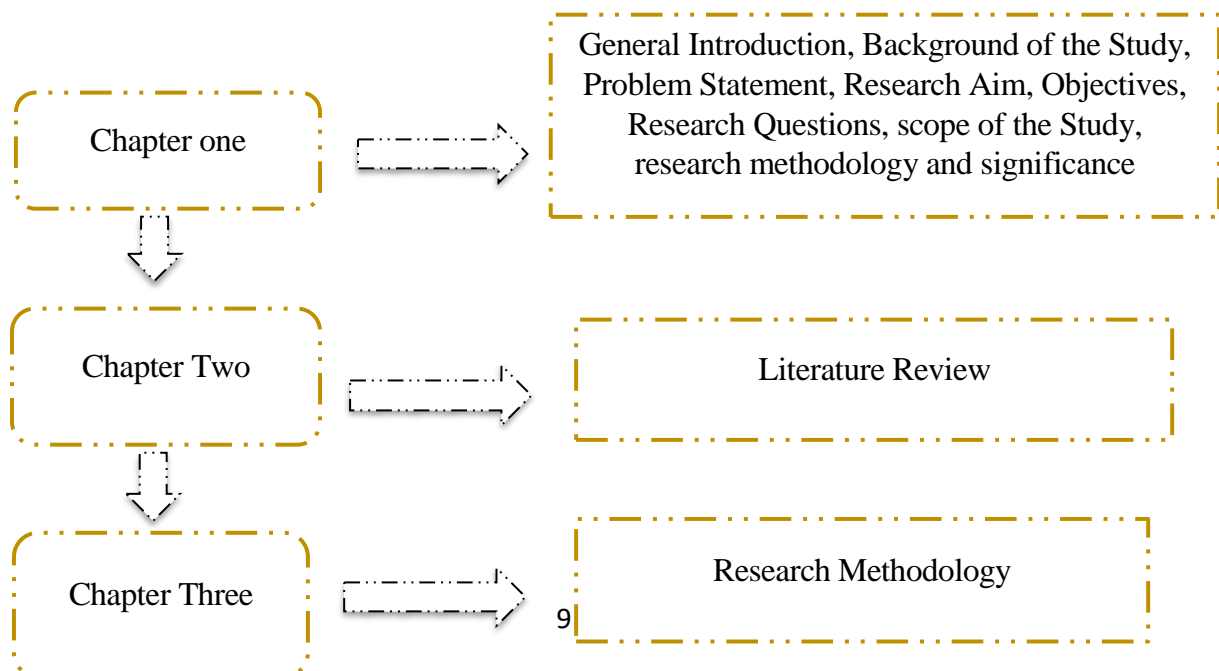 Chapter one
General Introduction, Background of the Study,
Problem Statement, Research Aim, Objectives,
Research Questions, scope of the Study,
research methodology and significance
Chapter Two
Literature Review
Chapter Three
Research Methodology
9